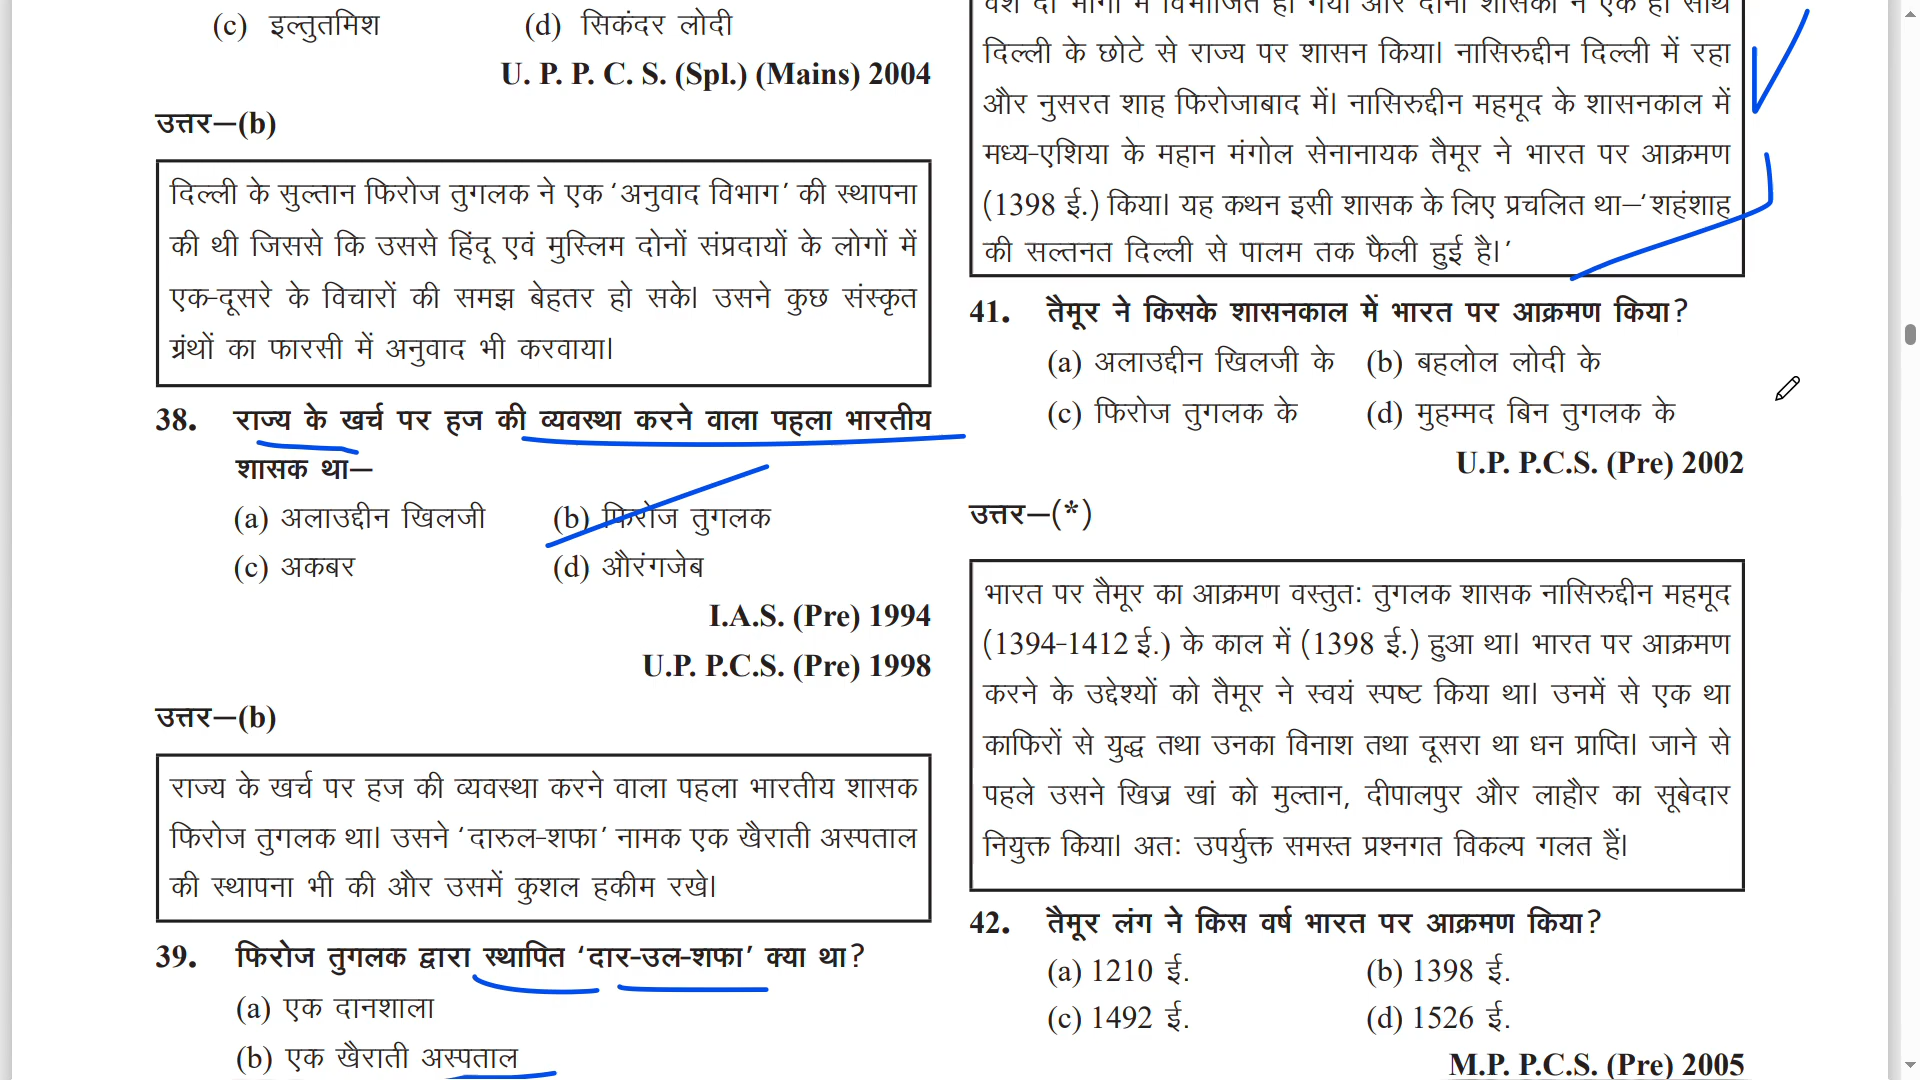 (c) इल्तुतमिश (d) सिकंदर लोदी
U. P. P. C. S. (Spl.) (Mains) 2004
उत्तर—(b)
दिल्ली के सुल्तान फिरोज तुगलक ने एक ‘अनुवाद विभाग’ की स्थापना
की थी जिससे कि उससे हिंदू एवं मुस्लिम दोनों संप्रदायों के लोगों में
एक-दूसरे के विचारों की समझ बेहतर हो सके। उसने कुछ संस्कृत
ग्रंथों का फारसी में अनुवाद भी करवाया।
38. राज्य के खर्च पर हज की व्यवस्था करने वाला पहला भारतीय
शासक था—
(a) अलाउद्दीन खिलजी (b) फिरोज तुगलक
(c) अकबर (d) औरंगजेब
I.A.S. (Pre) 1994
U.P. P.C.S. (Pre) 1998
उत्तर—(b)
राज्य के खर्च पर हज की व्यवस्था करने वाला पहला भारतीय शासक
फिरोज तुगलक था। उसने ‘दारुल-शफा’ नामक एक खैराती अस्पताल
की स्थापना भी की और उसमें कुशल हकीम रखे।
39. फिरोज तुगलक द्वारा स्थापित ‘दार-उल-शफा’ क्या था?
(a) एक दानशाला
(b) एक खैराती अस्पताल
वंश दो भागों में विभाजित हो गया और दोनों शासकों ने एक ही साथ
दिल्ली के छोटे से राज्य पर शासन किया। नासिरुद्दीन दिल्ली में रहा
और नुसरत शाह फिरोजाबाद में। नासिरुद्दीन महमूद के शासनकाल में
मध्य-एशिया के महान मंगोल सेनानायक तैमूर ने भारत पर आक्रमण
(1398 ई.) किया। यह कथन इसी शासक के लिए प्रचलित था—‘शहंशाह
की सल्तनत दिल्ली से पालम तक फैली हुई है।’
41. तैमूर ने किसके शासनकाल में भारत पर आक्रमण किया?
(a) अलाउद्दीन खिलजी के (b) बहलोल लोदी के
(c) फिरोज तुगलक के (d) मुहम्मद बिन तुगलक के
U.P. P.C.S. (Pre) 2002
उत्तर—(*)
भारत पर तैमूर का आक्रमण वस्तुतः तुगलक शासक नासिरुद्दीन महमूद
(1394-1412 ई.) के काल में (1398 ई.) हुआ था। भारत पर आक्रमण
करने के उद्देश्यों को तैमूर ने स्वयं स्पष्ट किया था। उनमें से एक था
काफिरों से युद्ध तथा उनका विनाश तथा दूसरा था धन प्राप्ति। जाने से
पहले उसने खिज्र खां को मुल्तान, दीपालपुर और लाहौर का सूबेदार
नियुक्त किया। अतः उपर्युक्त समस्त प्रश्नगत विकल्प गलत हैं।
42. तैमूर लंग ने किस वर्ष भारत पर आक्रमण किया?
(a) 1210 ई. (b) 1398 ई.
(c) 1492 ई. (d) 1526 ई.
M.P. P.C.S. (Pre) 2005